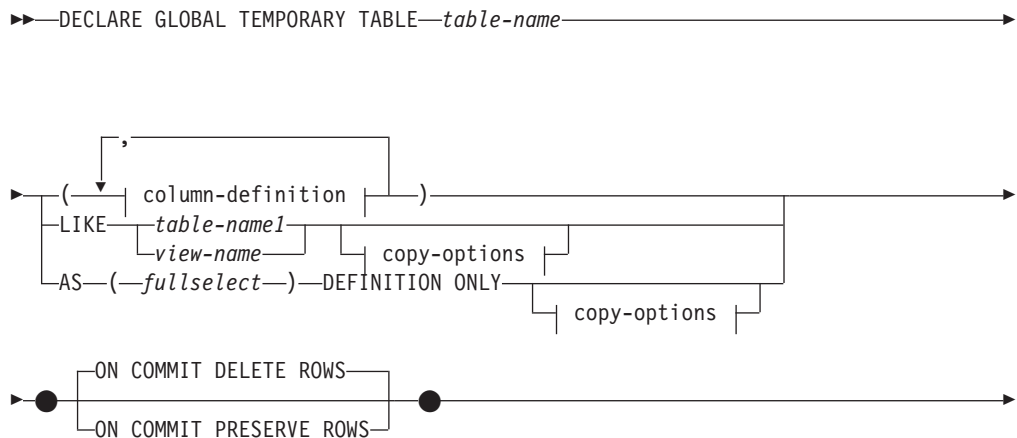 DECLARE GLOBAL TEMPORARY TABLE table-name
,
( column-definition )
LIKE table-name1
view-name copy-options
AS ( fullselect ) DEFINITION ONLY
copy-options
ON COMMIT DELETE ROWS
ON COMMIT PRESERVE ROWS